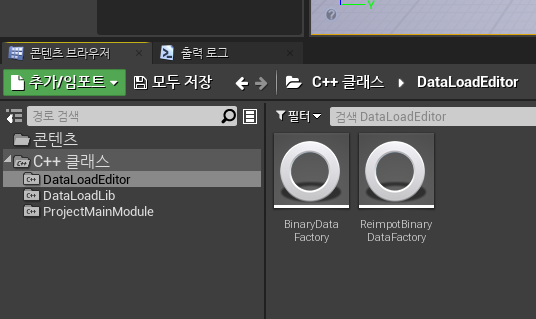 Y
콘텐츠 브라우저
출력 로그
추가/임포트
모두 저장
C++ 클래스
DataLoadEditor
경로 검색
필터
검색 DataLoadEditor
콘텐츠
C++ 클래스
DataLoadEditor
DataLoadLib
ProjectMainModule
BinaryData
Factory
ReimpotBinary
DataFactory